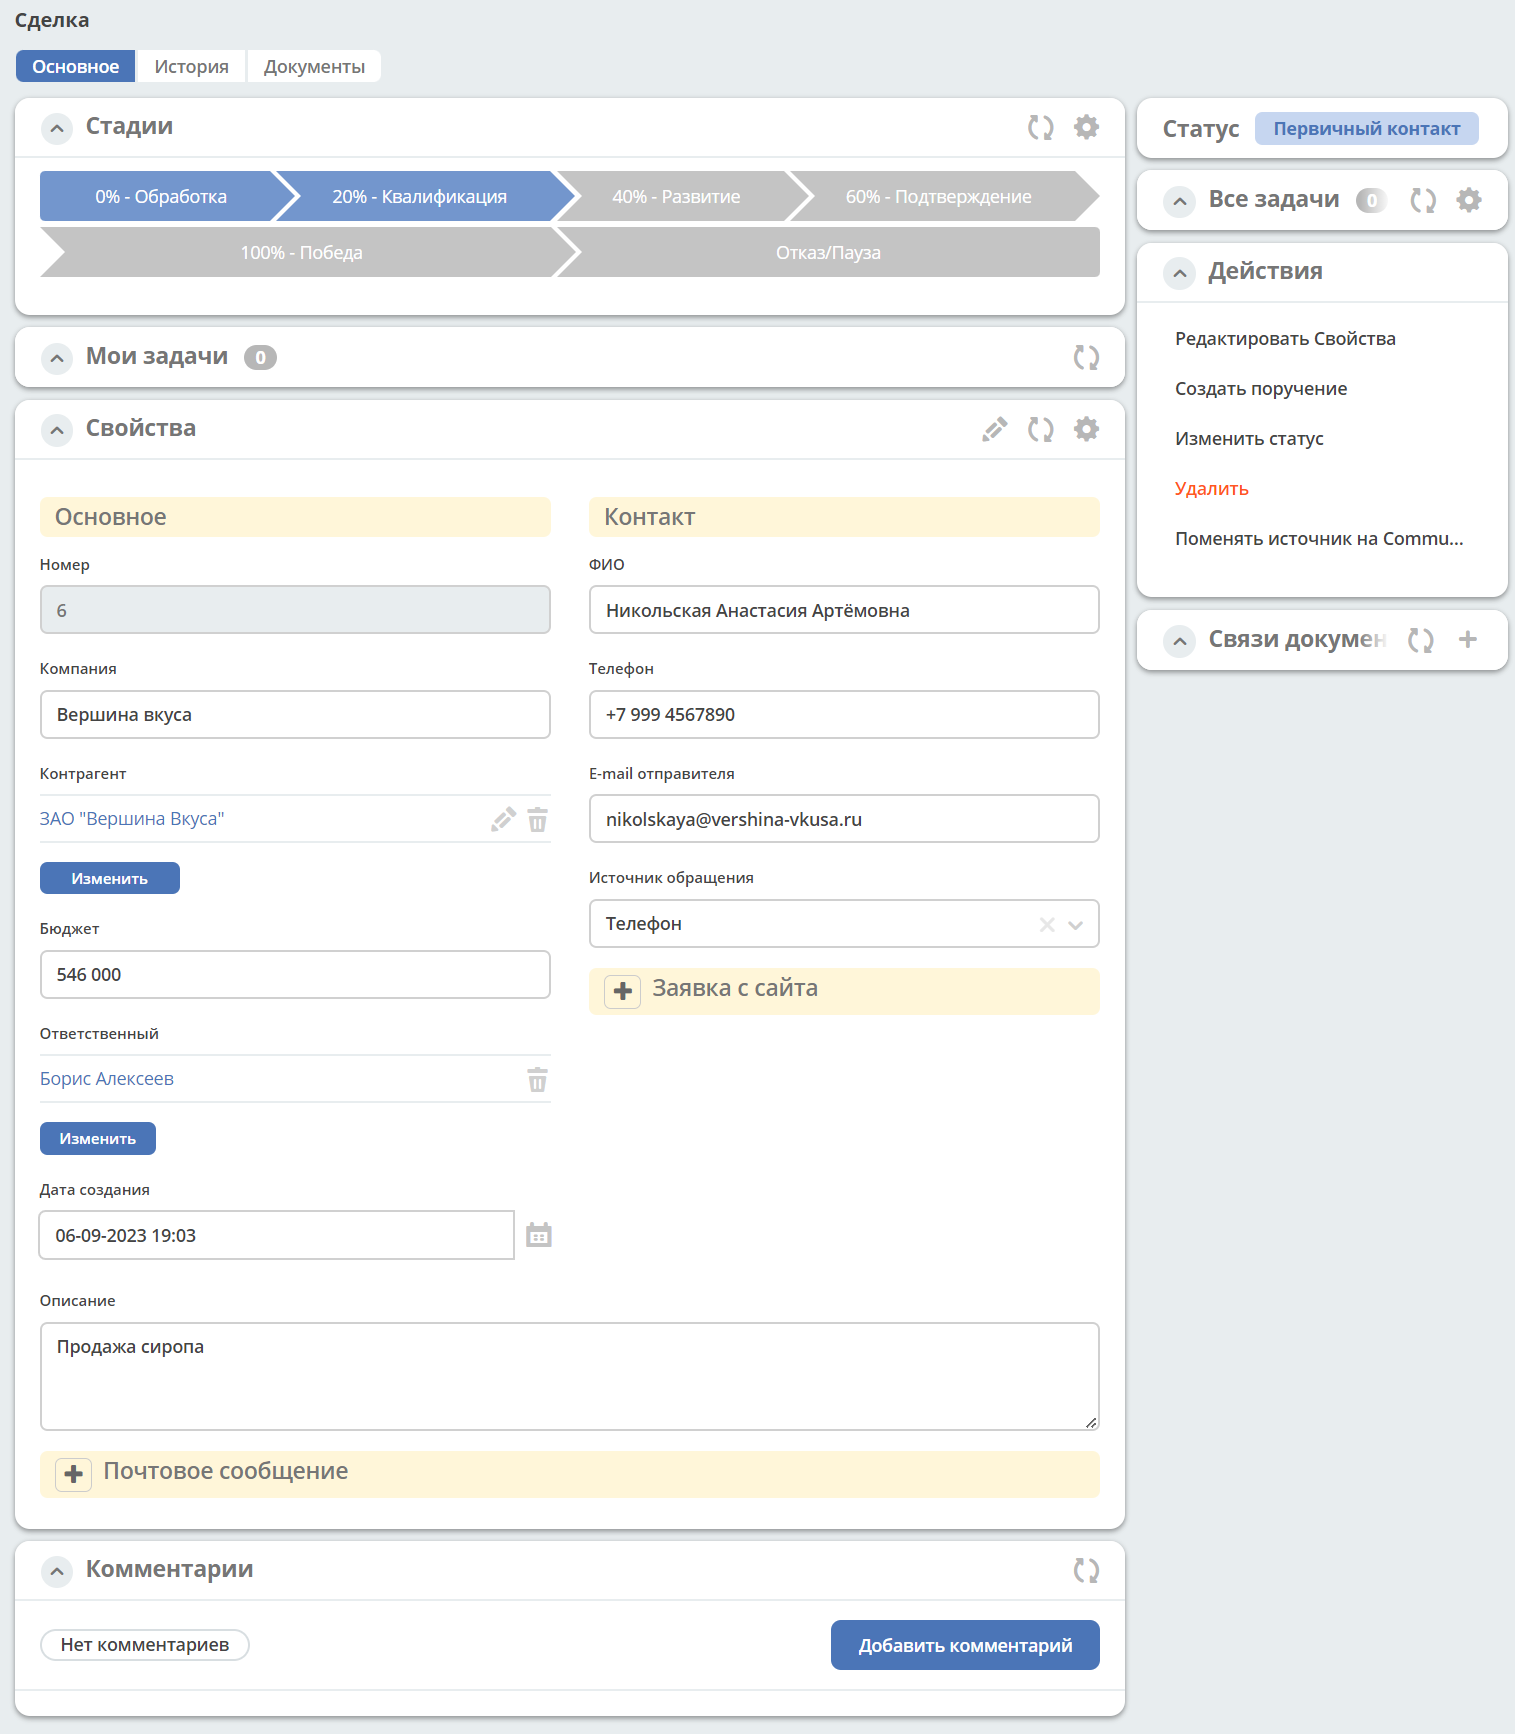 Сделка
Основное
История
Документы
Стадии
0% - Обработка
20% - Квалификация
40% - Развитие
60% - Подтверждение
100% - Победа
Отказ/Пауза
Мои задачи 0
Свойства
Основное
Номер
6
Компания
Вершина вкуса
Контрагент
ЗАО "Вершина Вкуса"
Изменить
Бюджет
546 000
Ответственный
Борис Алексеев
Изменить
Дата создания
06-09-2023 19:03
Контакт
ФИО
Никольская Анастасия Артёмовна
Телефон
+7 999 4567890
E-mail отправителя
nikolskaya@vershina-vkusa.ru
Источник обращения
Телефон
Заявка с сайта
Описание
Продажа сиропа
Почтовое сообщение
Комментарии
Нет комментариев
Добавить комментарий
Статус Первичный контакт
Все задачи 0
Действия
Редактировать Свойства
Создать поручение
Изменить статус
Удалить
Поменять источник на Commu...
Связи докумен